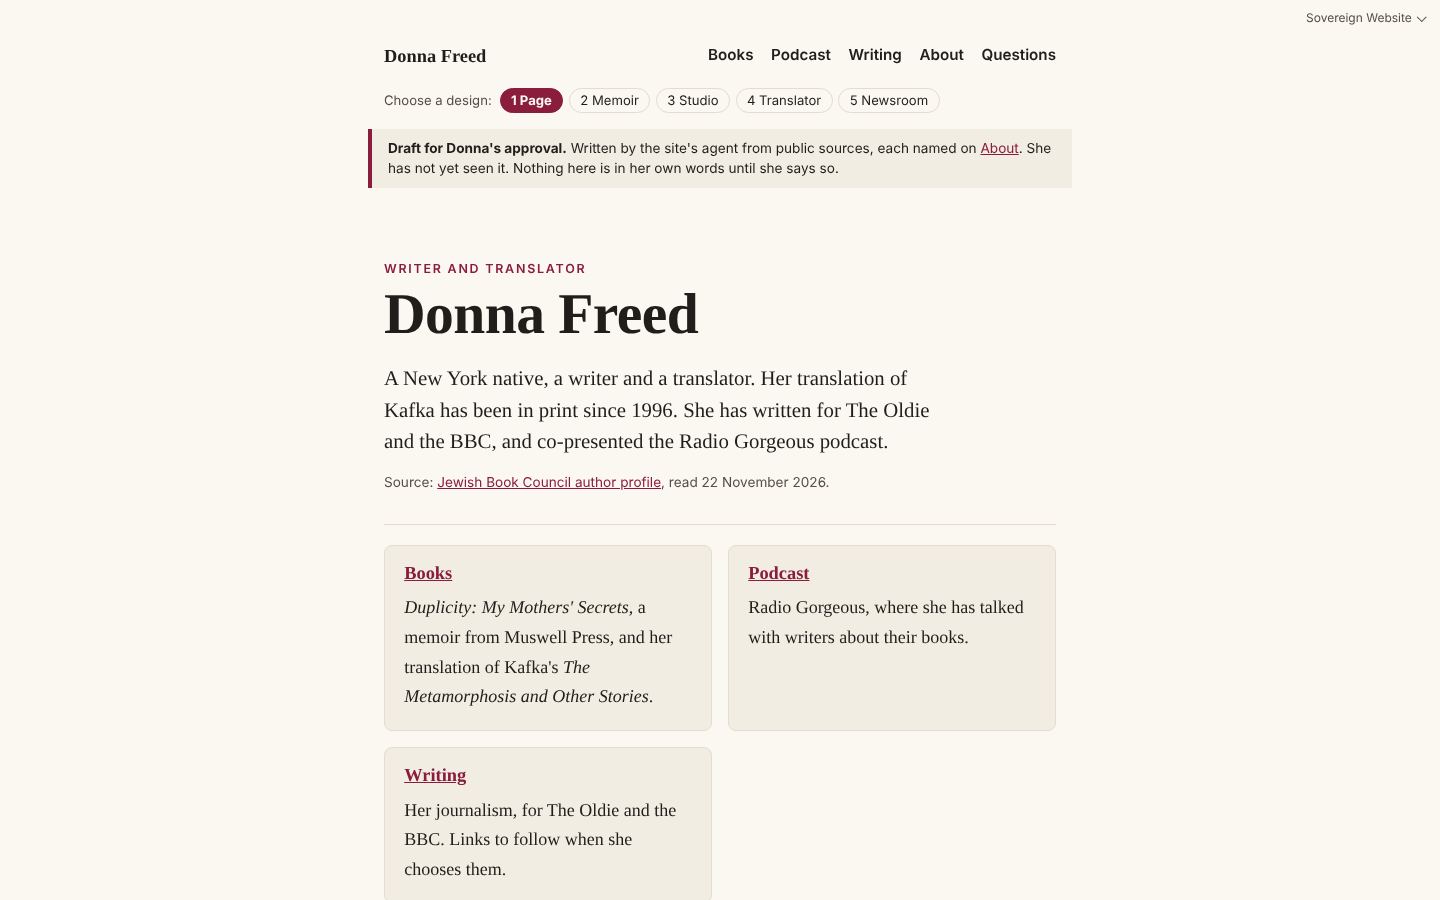 Sovereign Website
Donna Freed
Books Podcast Writing About Questions
Choose a design: 1 Page 2 Memoir 3 Studio 4 Translator 5 Newsroom
Draft for Donna's approval. Written by the site's agent from public sources, each named on About. She
has not yet seen it. Nothing here is in her own words until she says so.
WRITER AND TRANSLATOR
Donna Freed
A New York native, a writer and a translator. Her translation of
Kafka has been in print since 1996. She has written for The Oldie
and the BBC, and co-presented the Radio Gorgeous podcast.
Source: Jewish Book Council author profile, read 22 November 2026.
Books
Duplicity: My Mothers' Secrets, a
memoir from Muswell Press, and her
translation of Kafka's The
Metamorphosis and Other Stories.
Podcast
Radio Gorgeous, where she has talked
with writers about their books.
Writing
Her journalism, for The Oldie and the
BBC. Links to follow when she
chooses them.